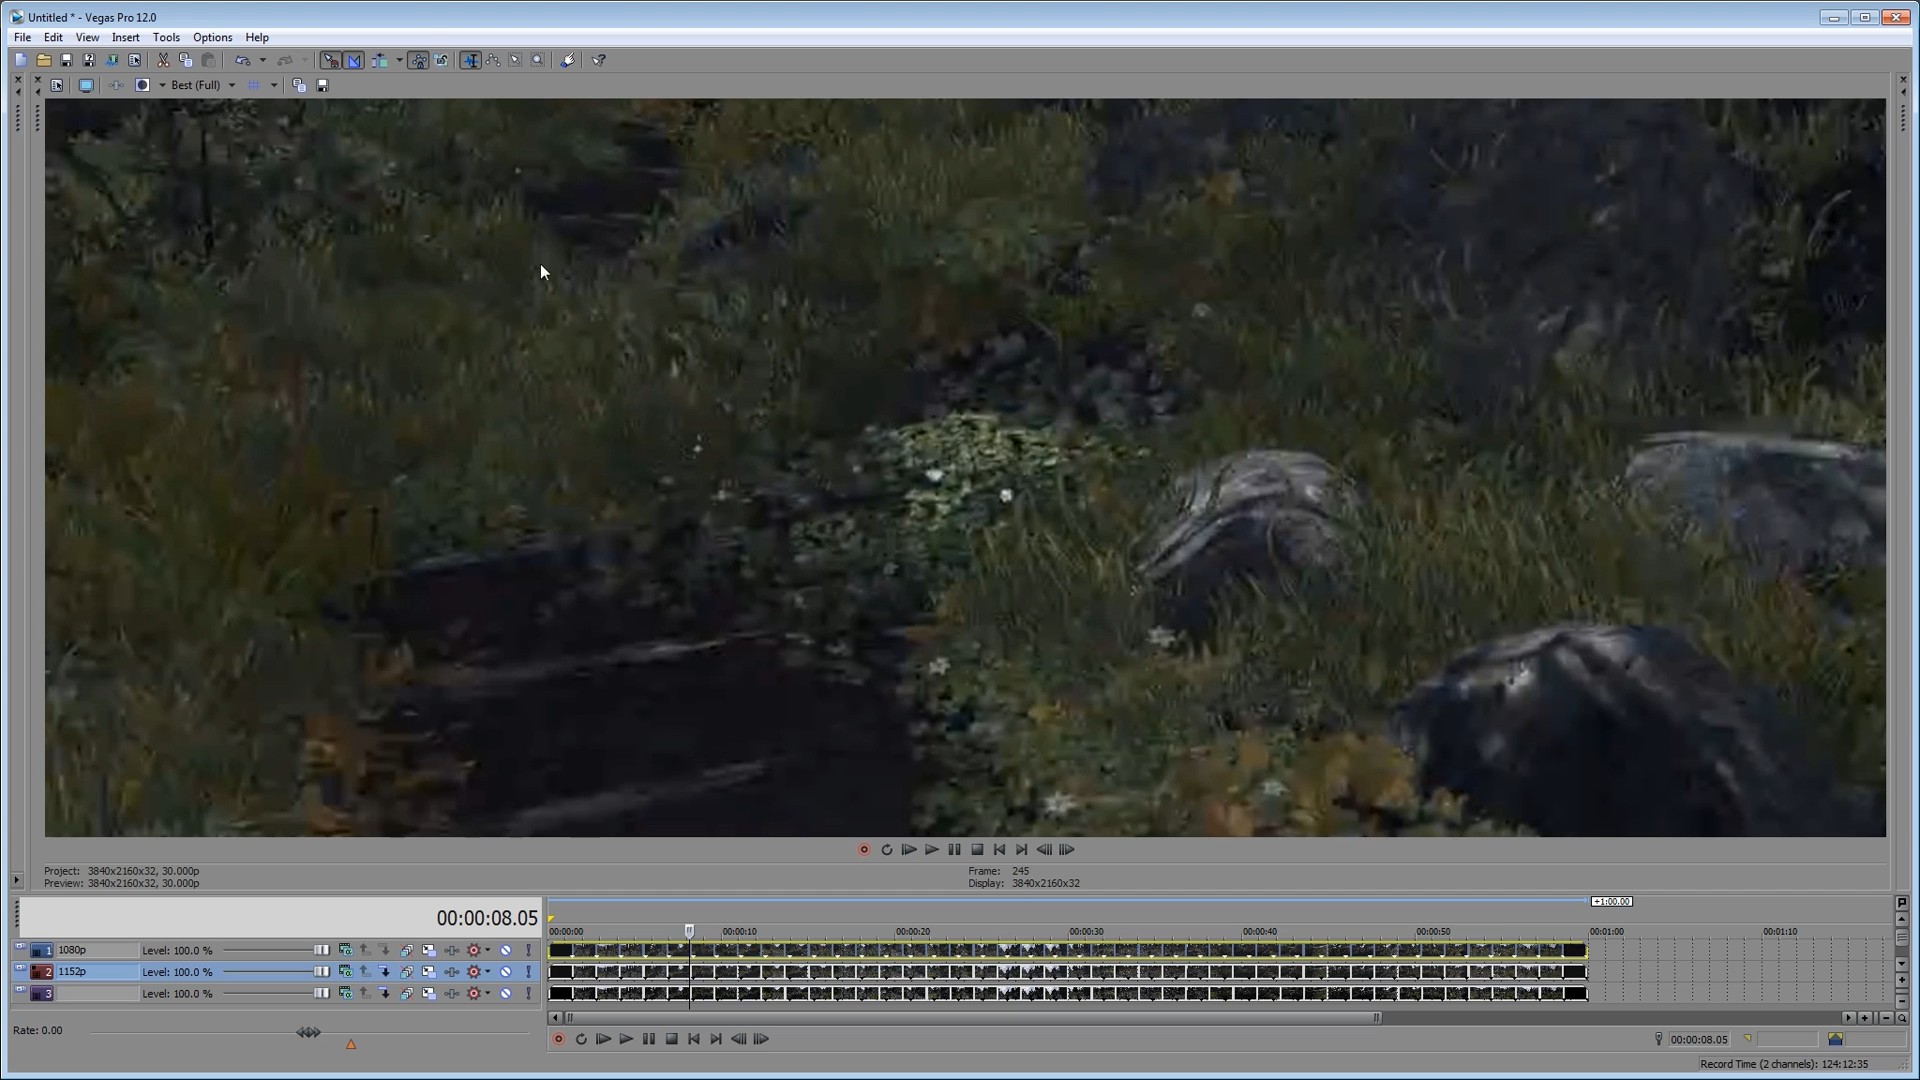 Untitled * - Vegas Pro 12.0
File Edit View Insert Tools Options Help
Best (Full)
Project: 3840x2160x32, 30.000p
Preview: 3840x2160x32, 30.000p
Frame: 245
Display: 3840x2160x32
00:00:08.05
+1:00.00
00:00:00 00:00:10 00:00:20 00:00:30 00:00:40 00:00:50 00:01:00 00:01:10
1 1080p Level: 100.0 %
2 1152p Level: 100.0 %
3 Level: 100.0 %
Rate: 0.00
00:00:08.05
Record Time (2 channels): 124:12:35